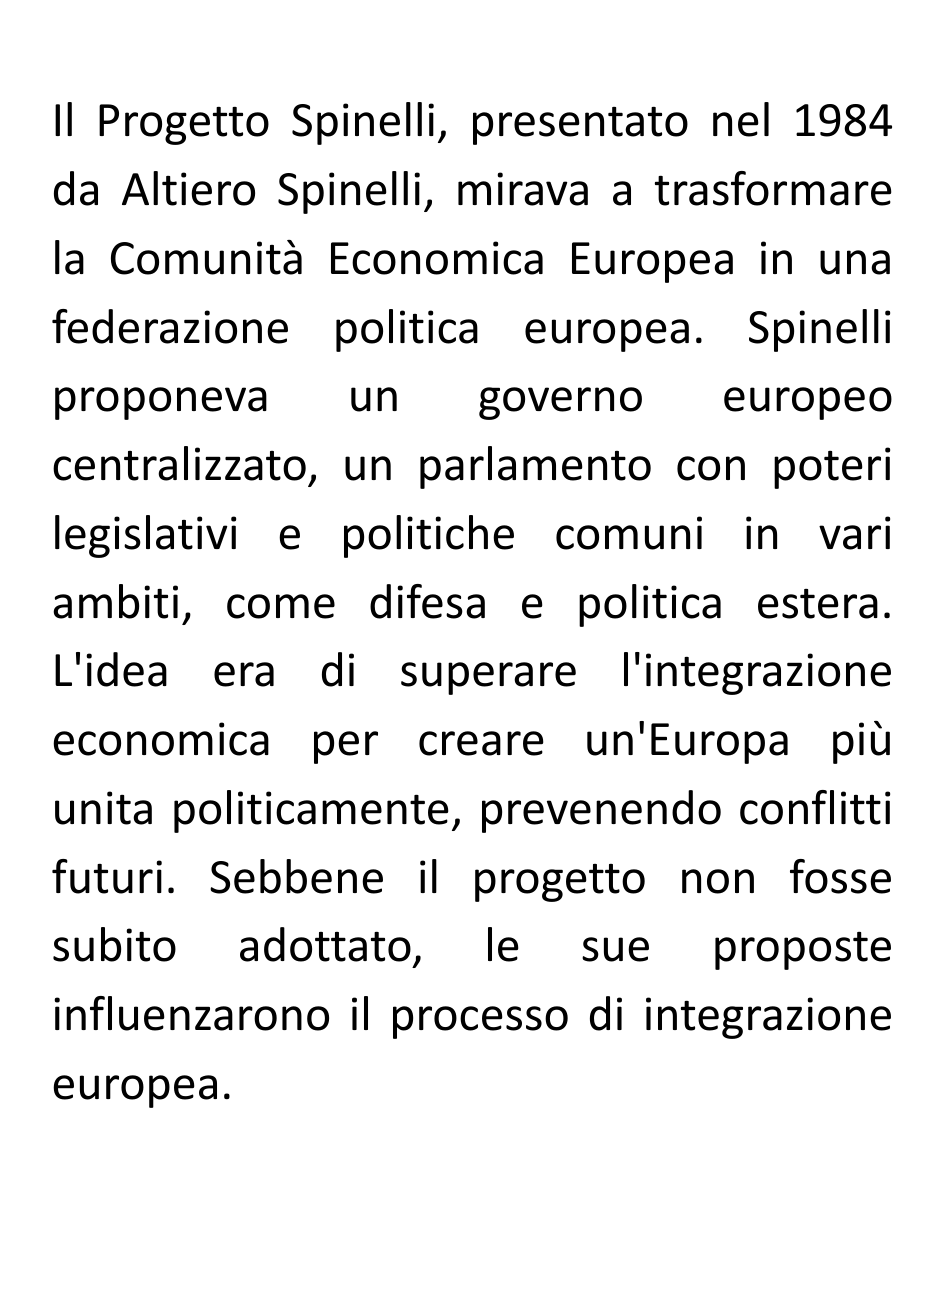 Il Progetto Spinelli, presentato nel 1984
da Altiero Spinelli, mirava a trasformare
la Comunità Economica Europea in una
federazione politica europea. Spinelli
proponeva un governo europeo
centralizzato, un parlamento con poteri
legislativi e politiche comuni in vari
ambiti, come difesa e politica estera.
L'idea era di superare l'integrazione
economica per creare un'Europa più
unita politicamente, prevenendo conflitti
futuri. Sebbene il progetto non fosse
subito adottato, le sue proposte
influenzarono il processo di integrazione
europea.